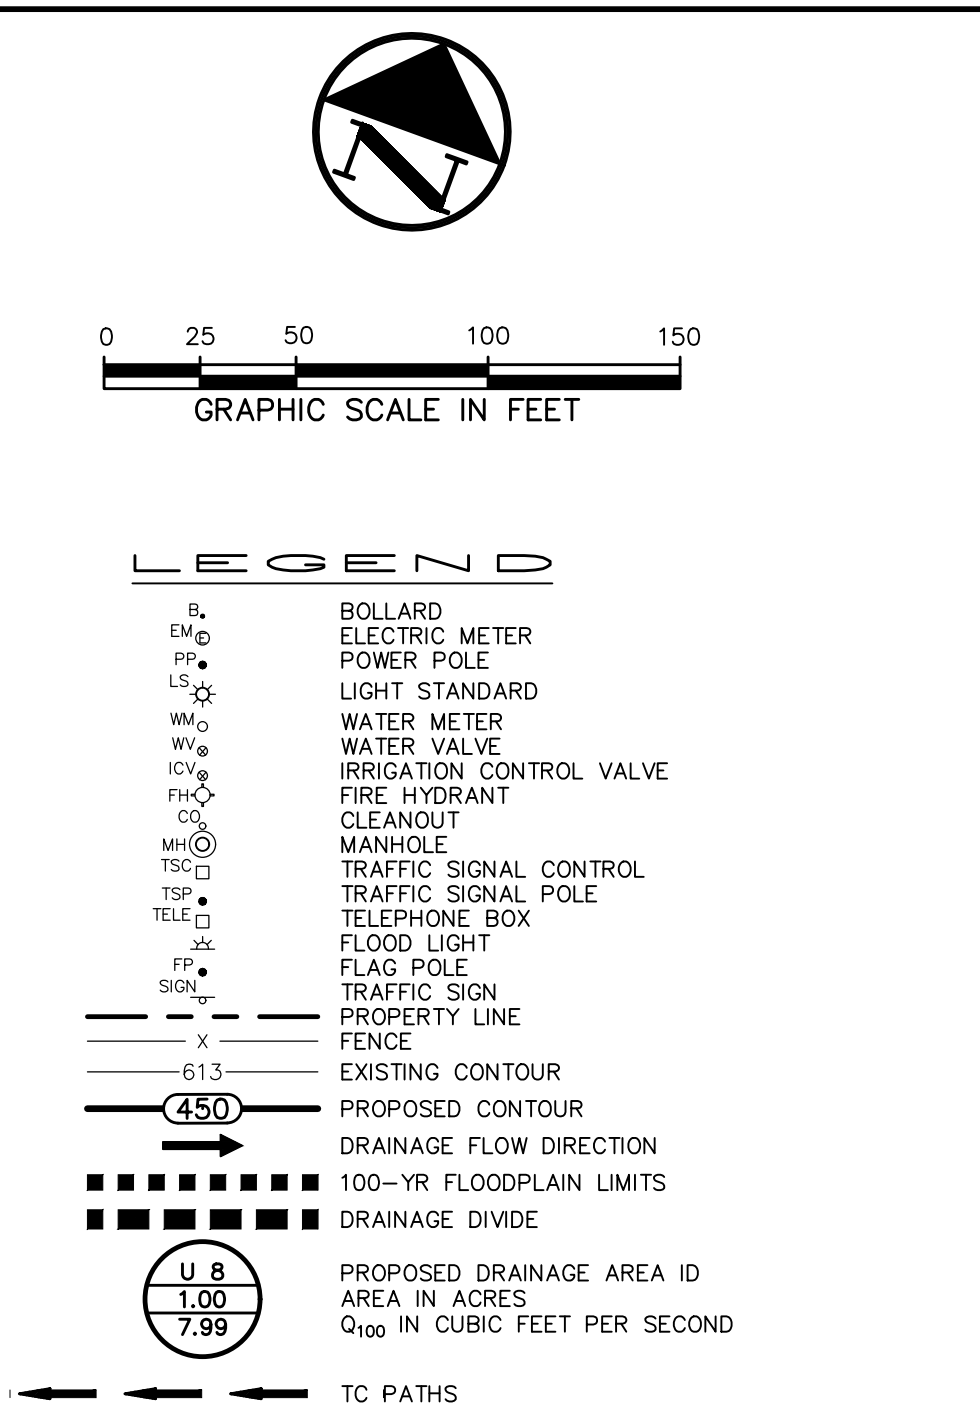 N
0 25 50 100 150
GRAPHIC SCALE IN FEET
LEGEND
B BOLLARD
EM E ELECTRIC METER
PP POWER POLE
LS LIGHT STANDARD
WM WATER METER
WV WATER VALVE
ICV IRRIGATION CONTROL VALVE
FH FIRE HYDRANT
CO CLEANOUT
MH MANHOLE
TSC TRAFFIC SIGNAL CONTROL
TSP TRAFFIC SIGNAL POLE
TELE TELEPHONE BOX
FLOOD LIGHT
FP FLAG POLE
SIGN TRAFFIC SIGN
PROPERTY LINE
X FENCE
613 EXISTING CONTOUR
450 PROPOSED CONTOUR
DRAINAGE FLOW DIRECTION
100-YR FLOODPLAIN LIMITS
DRAINAGE DIVIDE
U 8 PROPOSED DRAINAGE AREA ID
1.00 AREA IN ACRES
7.99 Q100 IN CUBIC FEET PER SECOND
TC PATHS